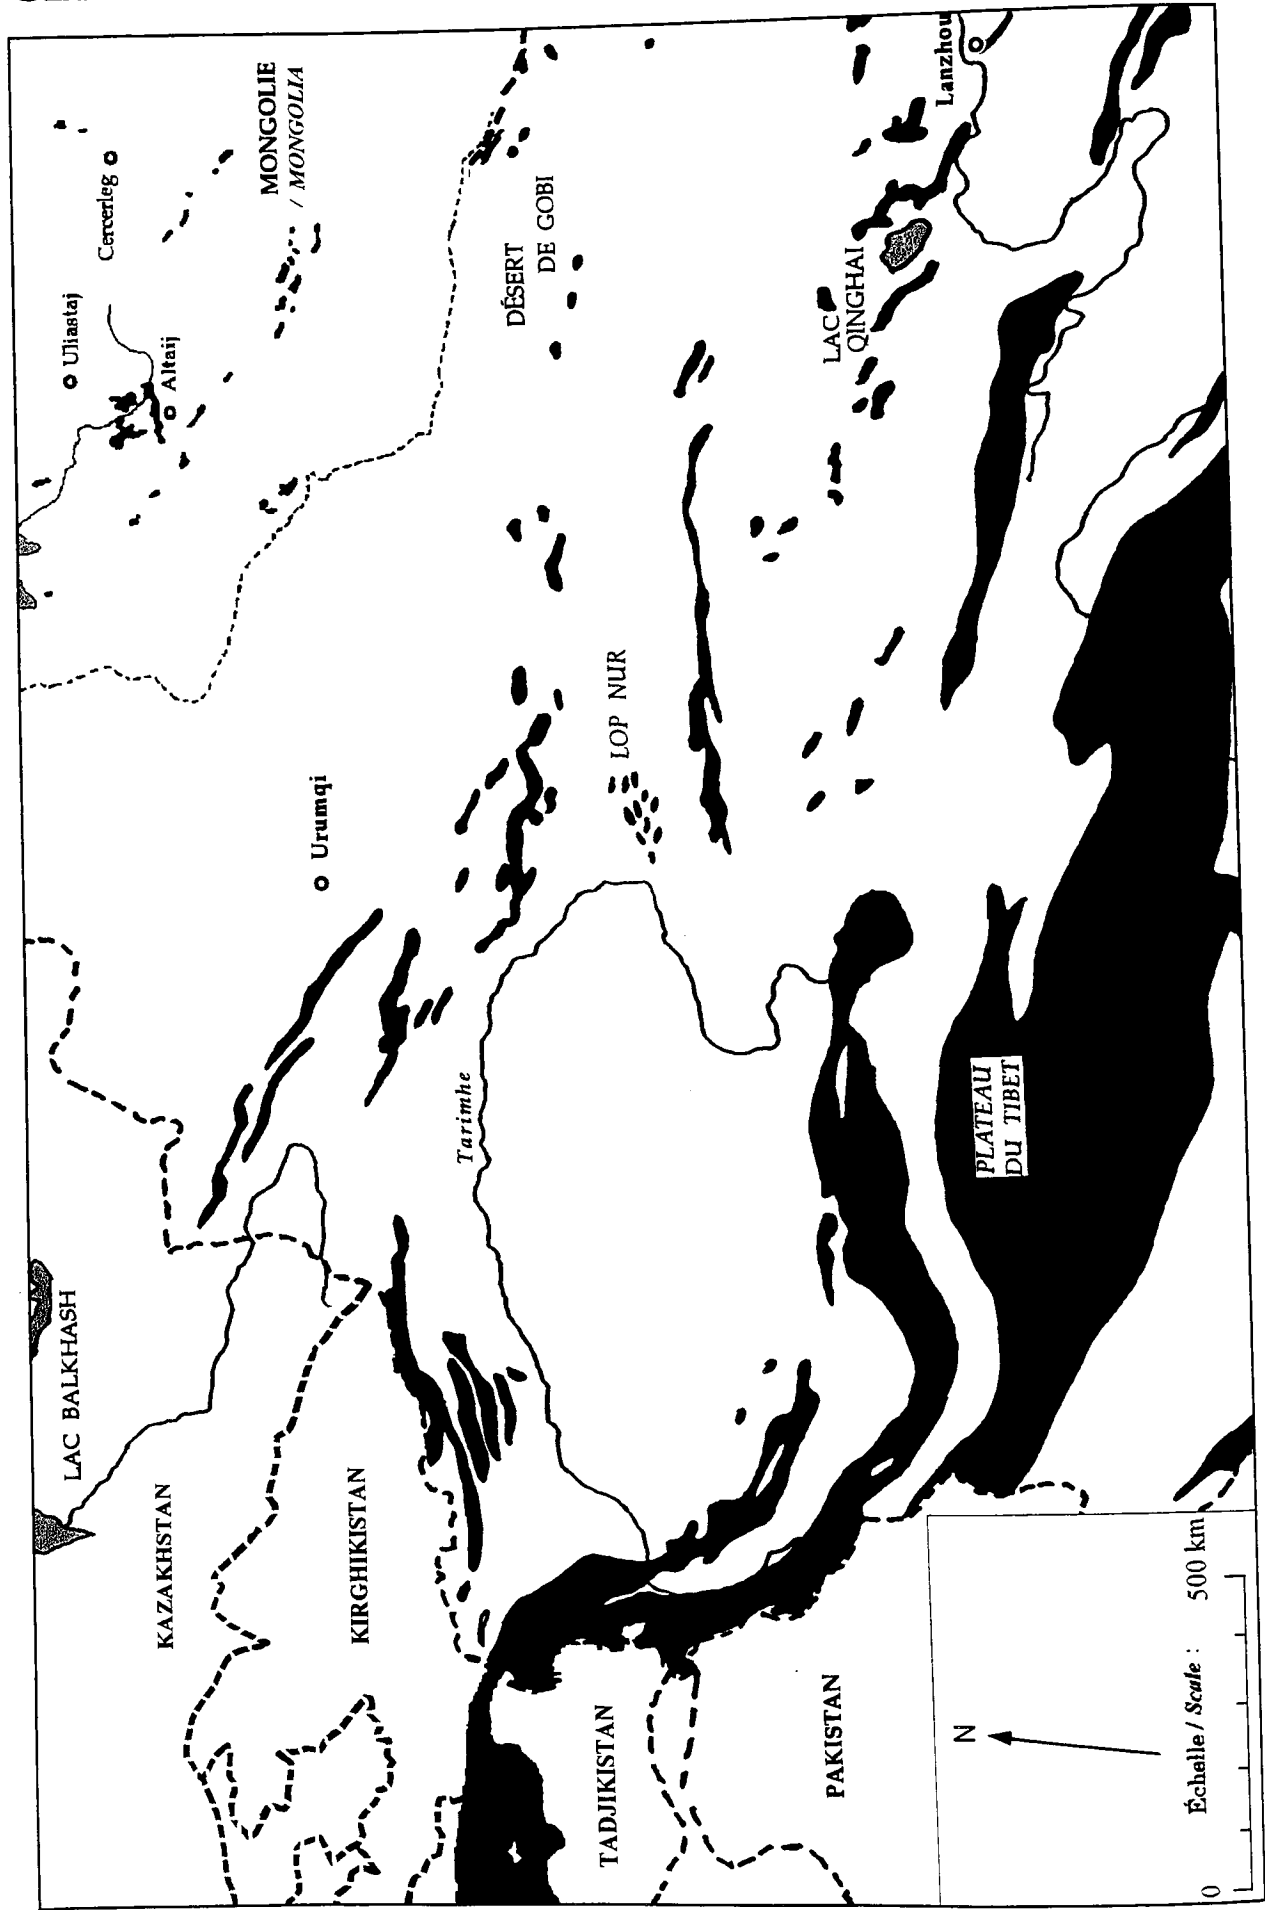 LAC BALKHASH
KAZAKHSTAN
KIRGHIKISTAN
TADJIKISTAN
PAKISTAN
Urumqi
Tarimhe
LOP NUR
Uliastaj
Altaij
Cercerleg
MONGOLIE
/ MONGOLIA
DÉSERT
DE GOBI
LAC
QINGHAI
Lanzhou
PLATEAU
DU TIBET
N
Échelle / Scale :
0
500 km